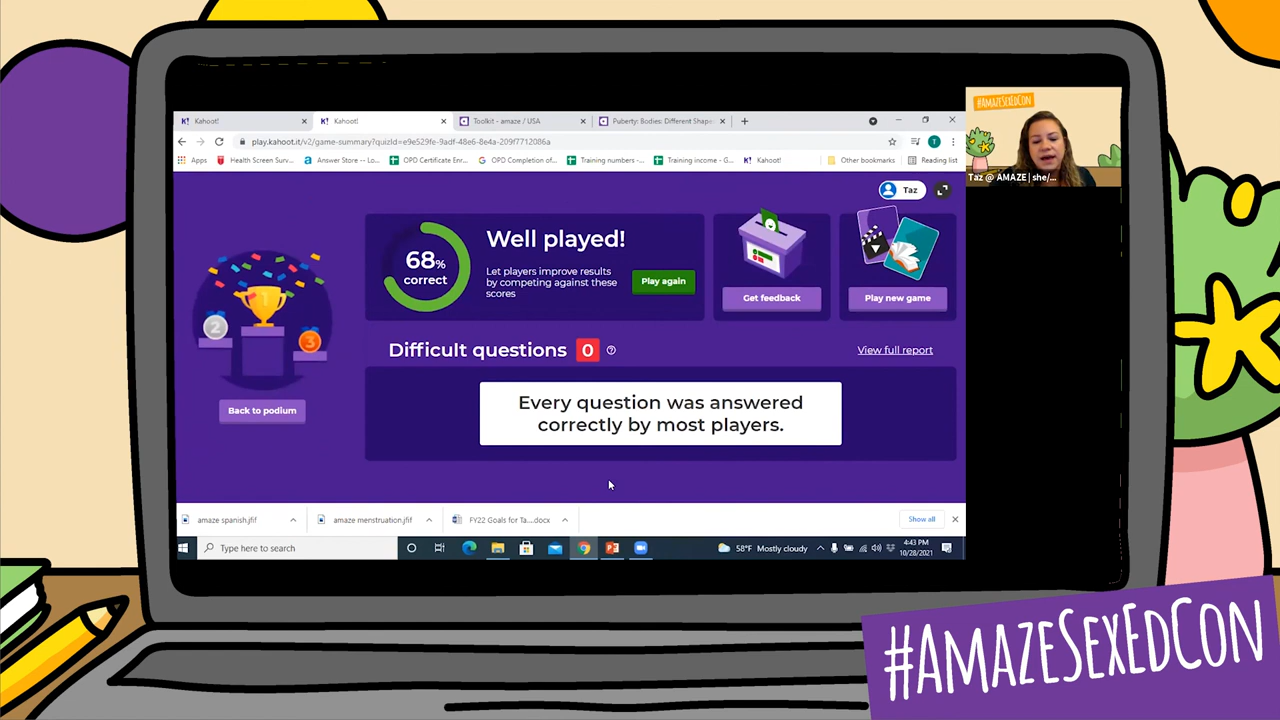 #AMAZESEXEDCON
Kahoot!
Kahoot!
Toolkit - amaze / USA
Puberty: Bodies: Different Shape
play.kahoot.it/v2/game-summary?quizId=e9e529fe-9adf-48e6-8e4a-209f7712086a
Apps
Health Screen Surv...
Answer Store -- Lo...
OPD Certificate Enr...
OPD Completion of...
Training numbers -...
Training income - G...
Kahoot!
Other bookmarks
Reading list
Taz @ AMAZE | she/...
T
Taz
68% correct
Well played!
Let players improve results
by competing against these
scores
Play again
Get feedback
Play new game
1
2
3
Back to podium
Difficult questions 0
View full report
Every question was answered
correctly by most players.
amaze spanish.jfif
amaze menstruation.jfif
FY22 Goals for Ta....docx
Show all
Type here to search
58°F Mostly cloudy
4:43 PM
10/28/2021
#AMAZESEXEDCON